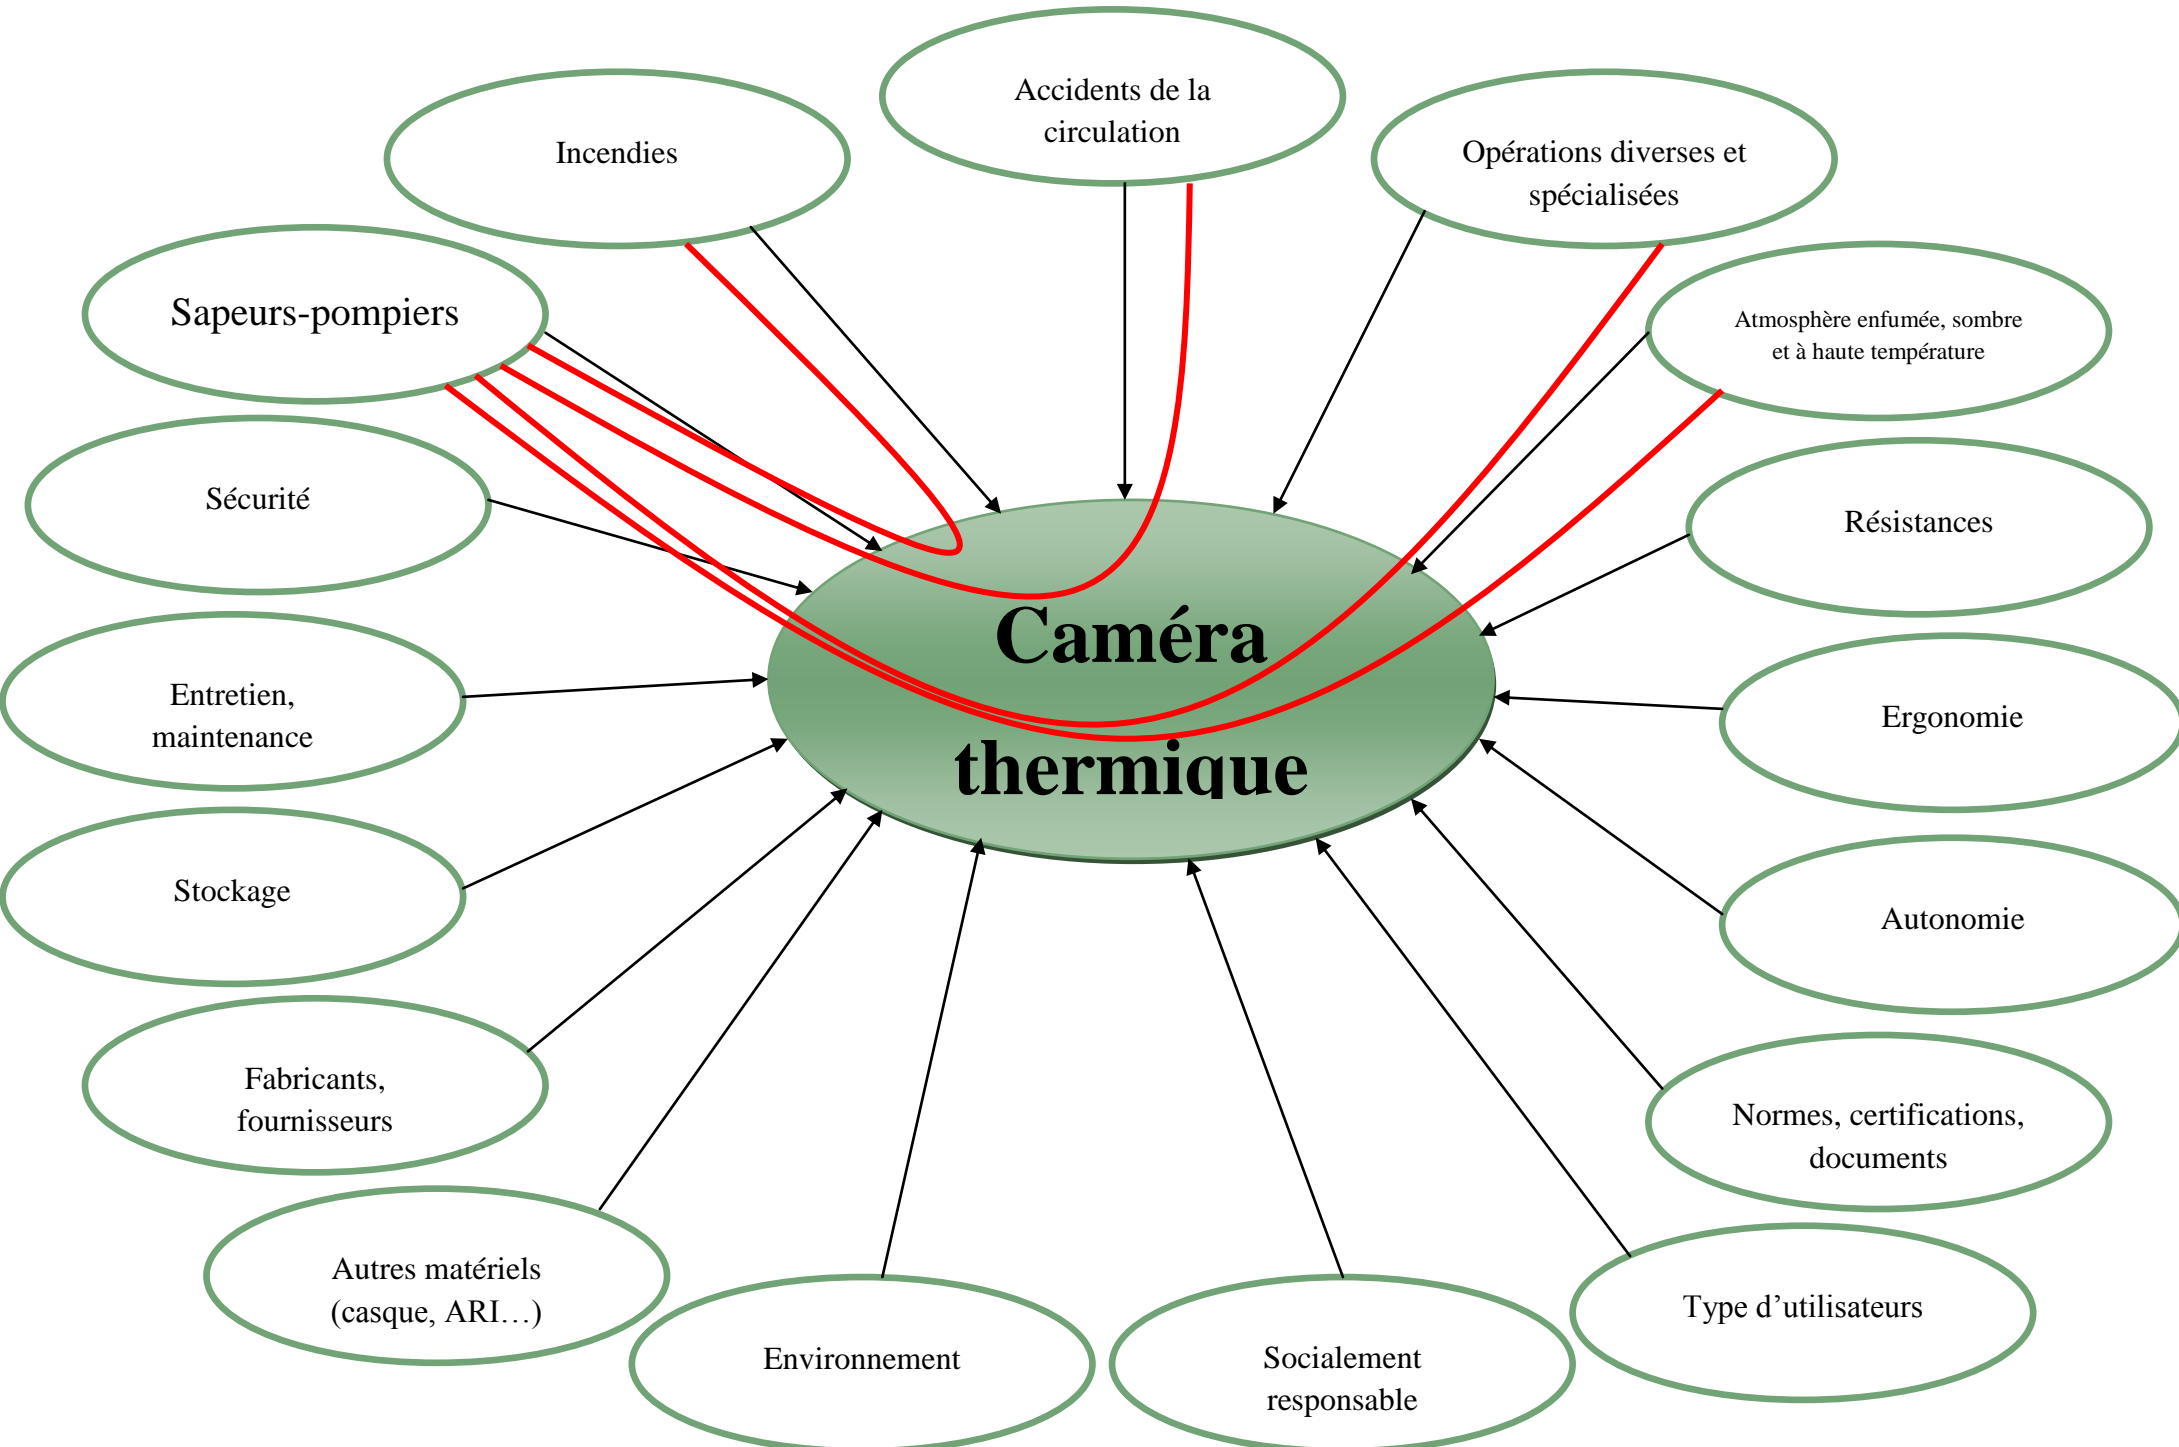 Accidents de la
circulation
Incendies
Opérations diverses et
spécialisées
Sapeurs-pompiers
Atmosphère enfumée, sombre
et à haute température
Sécurité
Résistances
Caméra
thermique
Entretien,
maintenance
Ergonomie
Stockage
Autonomie
Fabricants,
fournisseurs
Normes, certifications,
documents
Autres matériels
(casque, ARI…)
Type d’utilisateurs
Environnement
Socialement
responsable